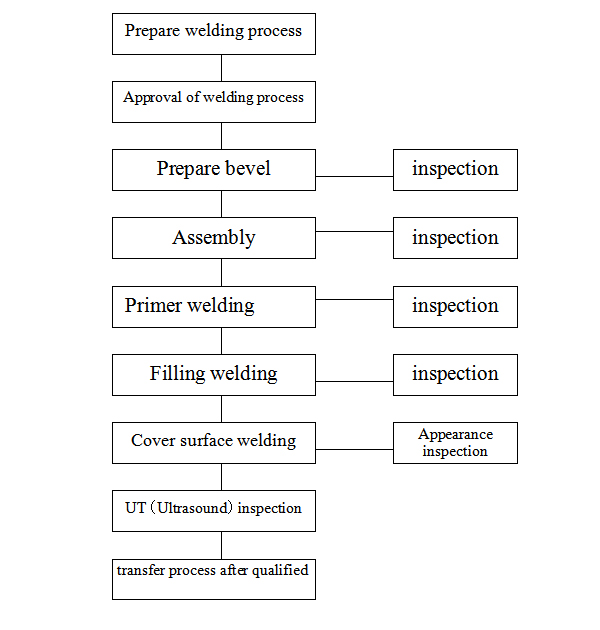 Prepare welding process
Approval of welding process
Prepare bevel
inspection
Assembly
inspection
Primer welding
inspection
Filling welding
inspection
Cover surface welding
Appearance
inspection
UT（Ultrasound）inspection
transfer process after qualified